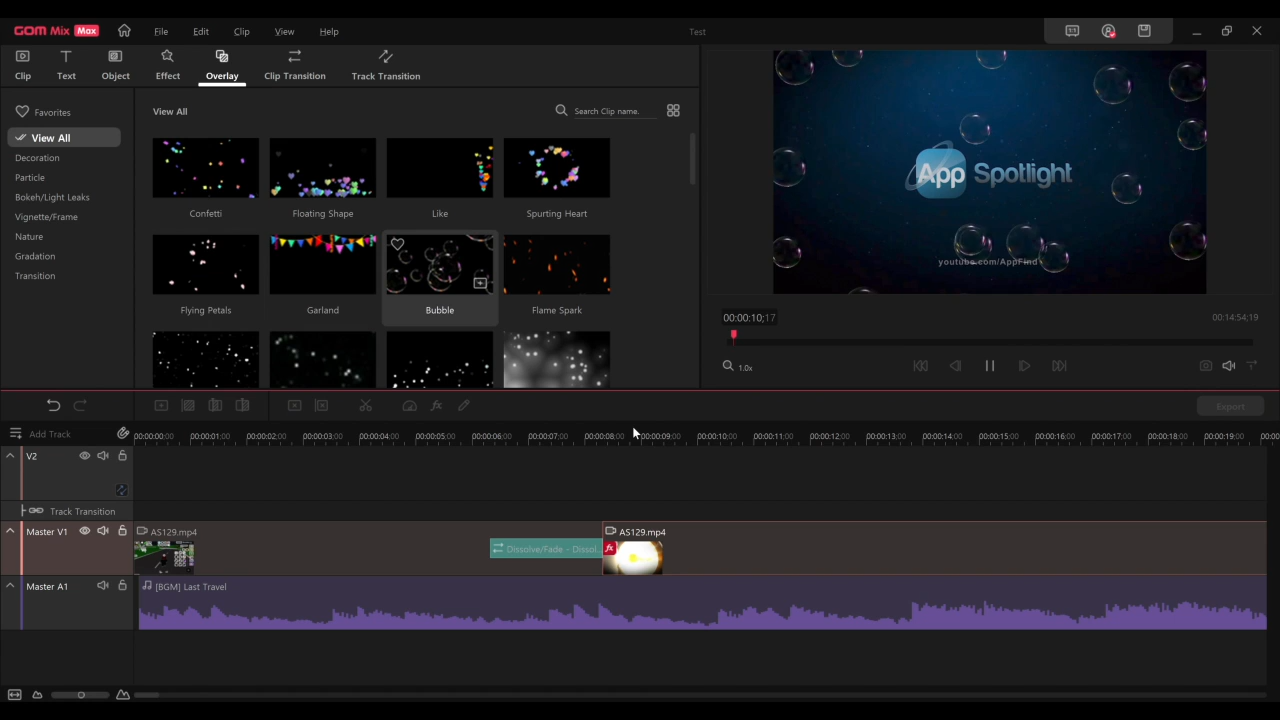 GOM Mix Max File Edit Clip View Help Test 1:1
Clip Text Object Effect Overlay Clip Transition Track Transition
Favorites
View All
Decoration
Particle
Bokeh/Light Leaks
Vignette/Frame
Nature
Gradation
Transition
View All Search Clip name.
Confetti Floating Shape Like Spurting Heart
Flying Petals Garland Bubble Flame Spark
App Spotlight
youtube.com/AppFind
00:00:10;17 00:14:54;19
1.0x
Export
Add Track 00:00:00;00 00:00:01;00 00:00:02;00 00:00:03;00 00:00:04;00 00:00:05;00 00:00:06;00 00:00:07;00 00:00:08;00 00:00:09;00 00:00:10;00 00:00:11;00 00:00:12;00 00:00:13;00 00:00:14;00 00:00:15;00 00:00:16;00 00:00:17;00 00:00:18;00 00:00:19;00 00:00
V2
Track Transition
Master V1 AS129.mp4 AS129.mp4
Dissolve/Fade - Dissol... fx
Master A1 [BGM] Last Travel